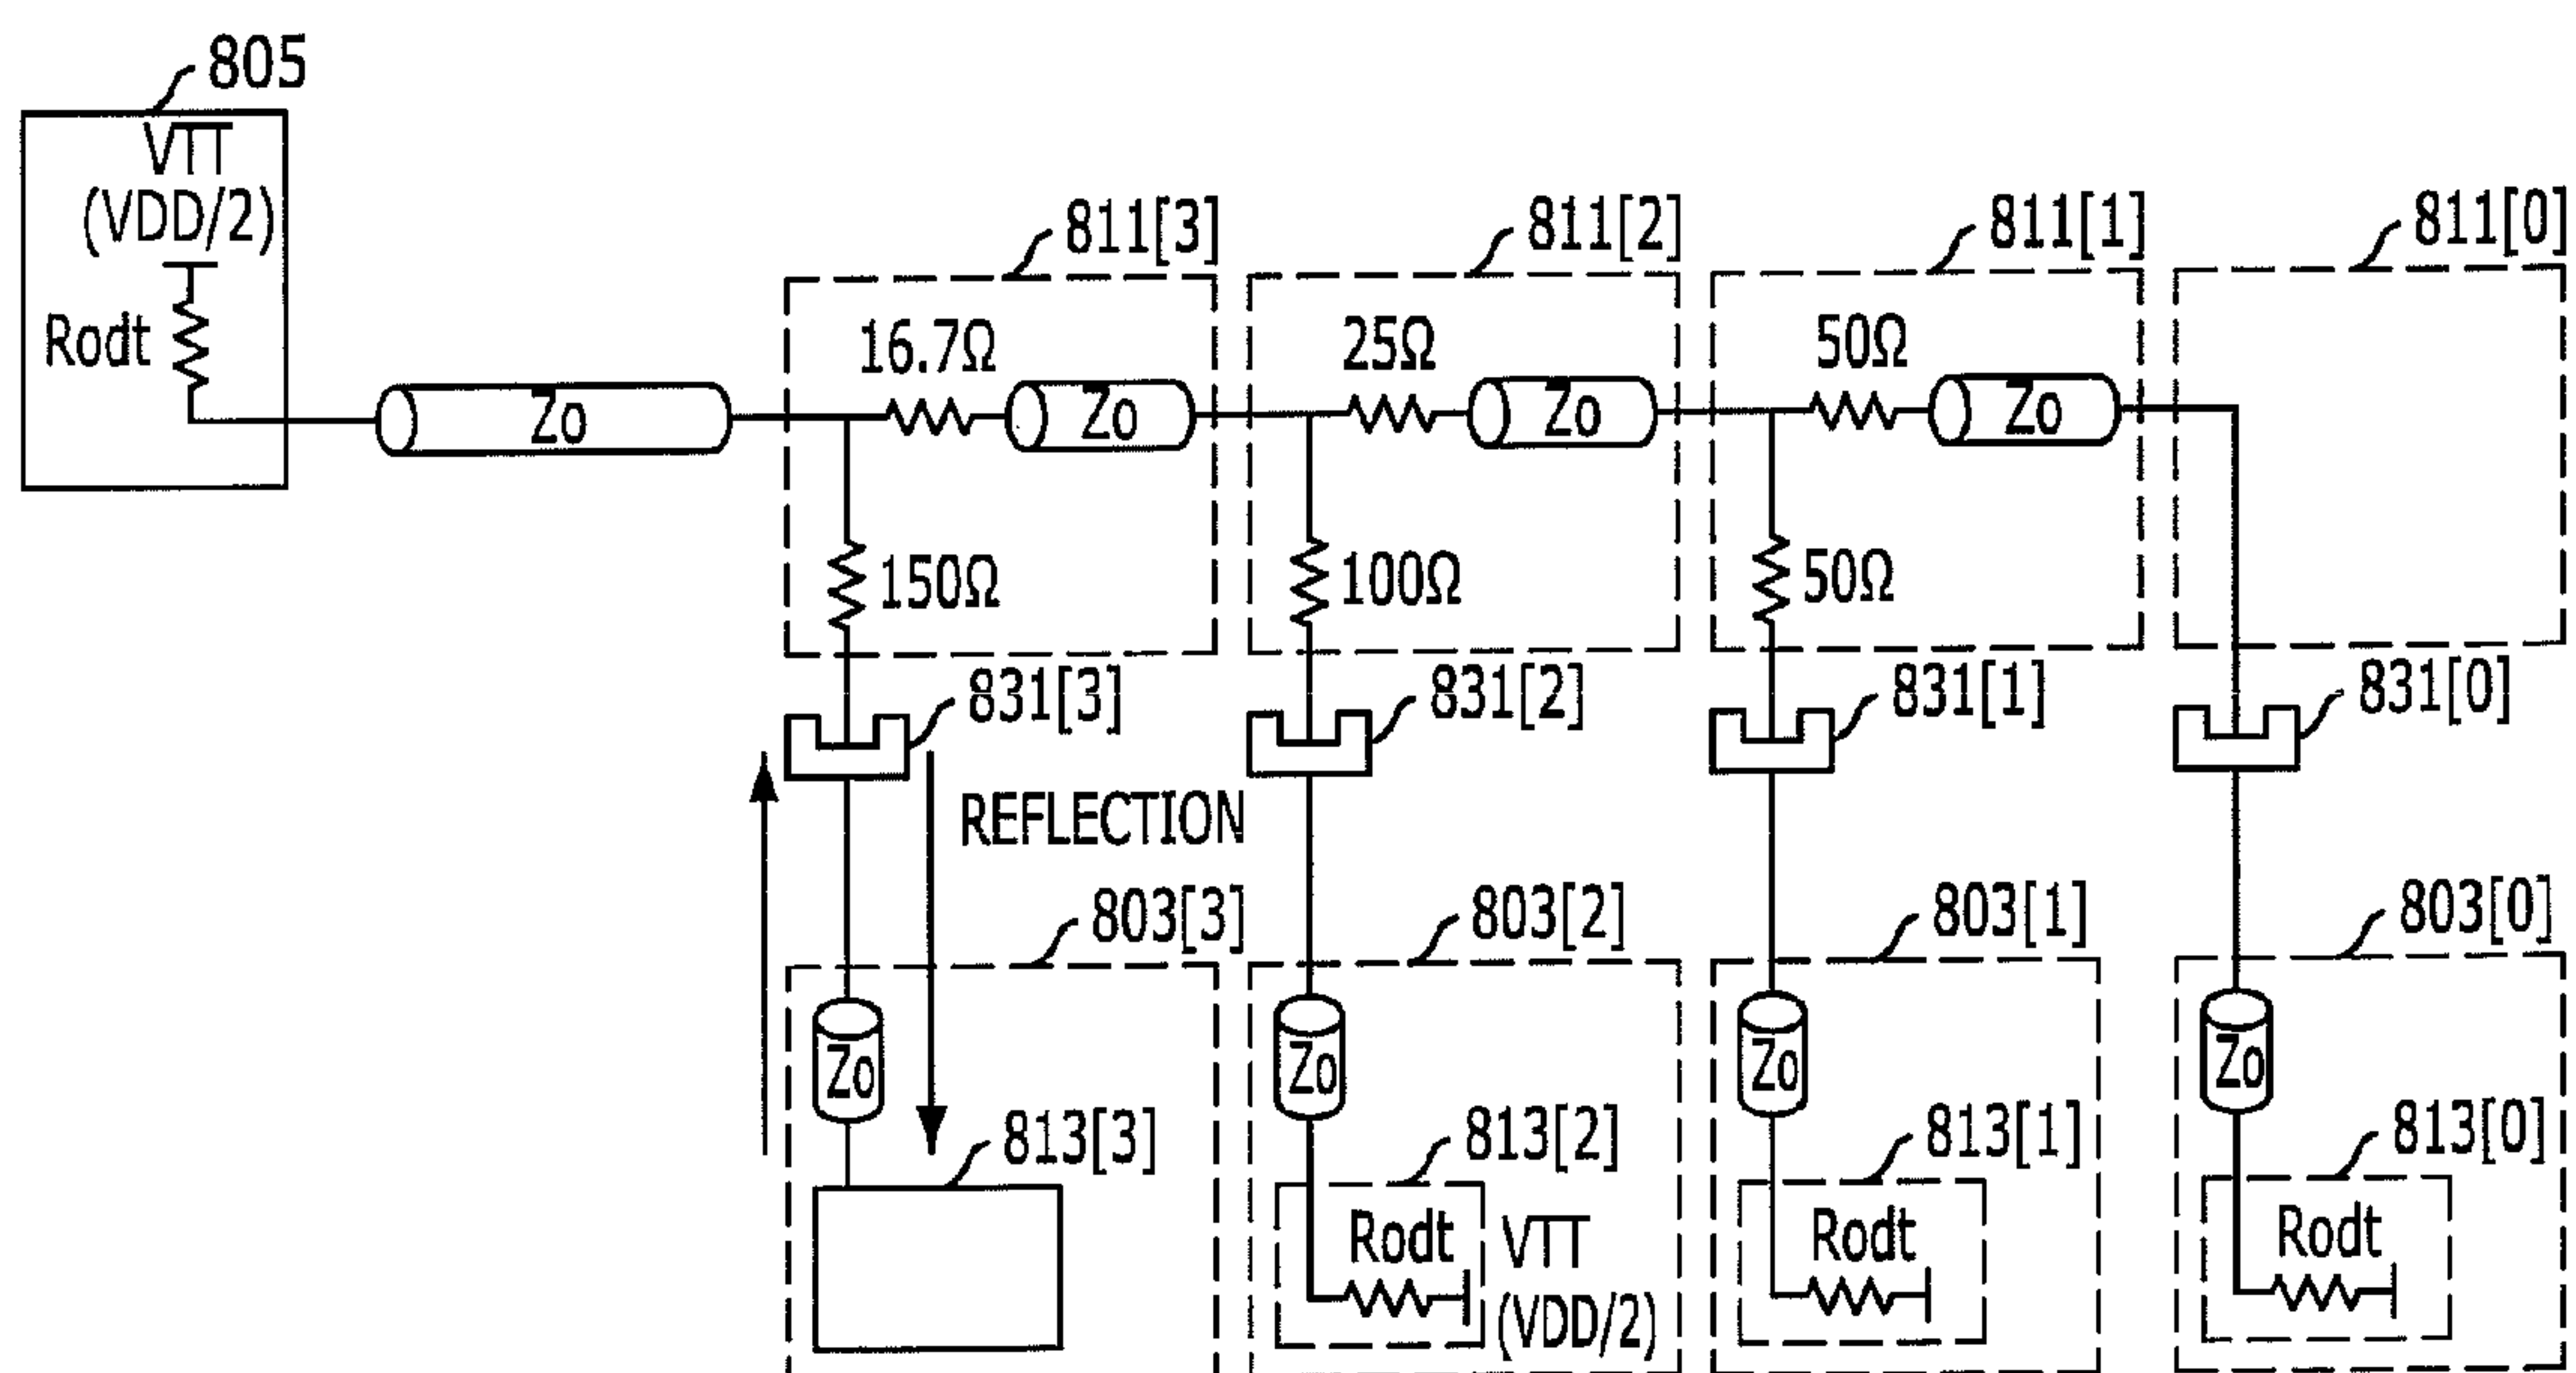 805
VTT
(VDD/2)
Rodt
Zo
811[3]
811[2]
811[1]
811[0]
16.7Ω
Zo
25Ω
Zo
50Ω
Zo
150Ω
100Ω
50Ω
831[3]
831[2]
831[1]
831[0]
REFLECTION
803[3]
803[2]
803[1]
803[0]
Zo
Zo
Zo
Zo
813[3]
813[2]
813[1]
813[0]
Rodt
VTT
(VDD/2)
Rodt
Rodt